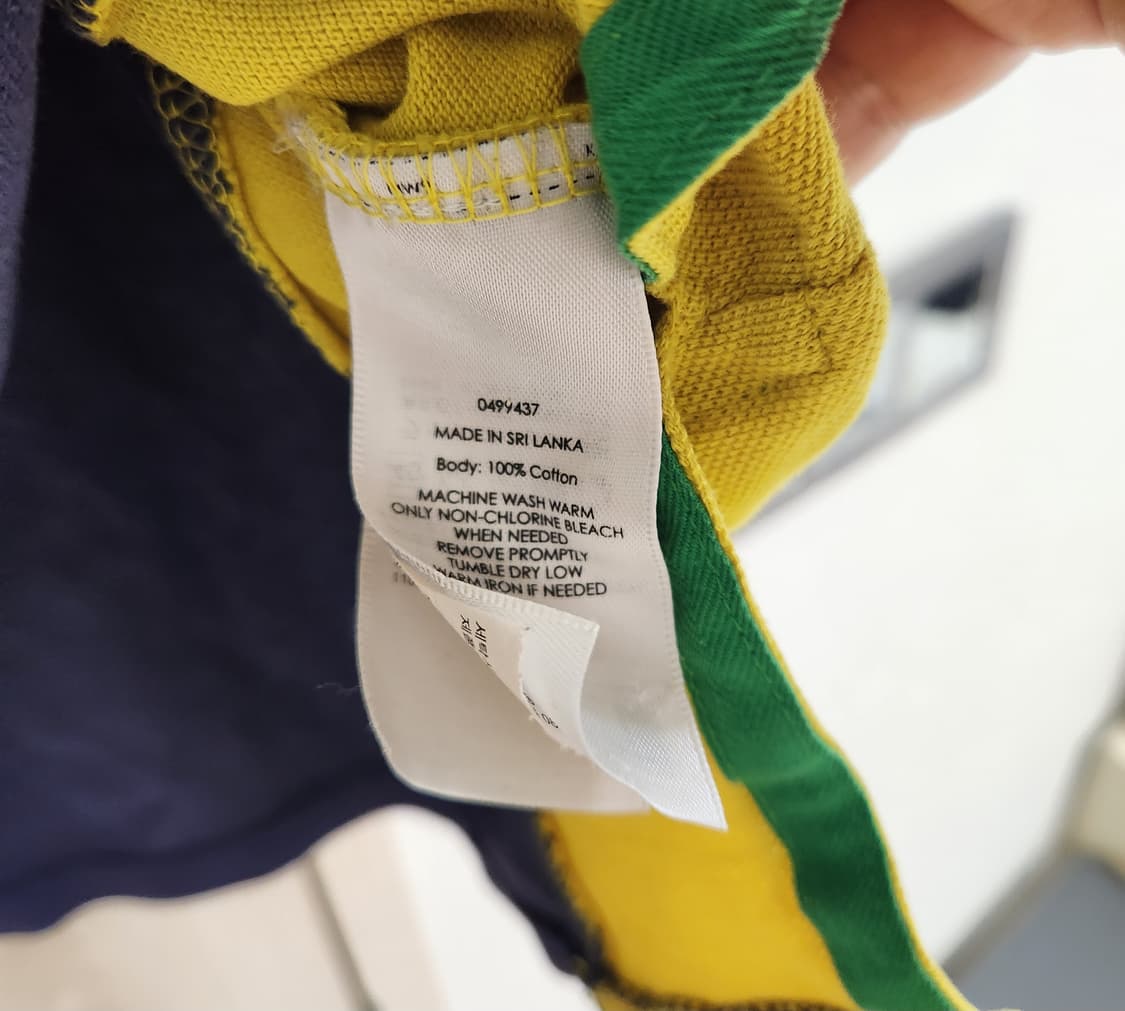 0499437
MADE IN SRI LANKA
Body: 100% Cotton
MACHINE WASH WARM
ONLY NON-CHLORINE BLEACH
WHEN NEEDED
REMOVE PROMPTLY
TUMBLE DRY LOW
WARM IRON IF NEEDED